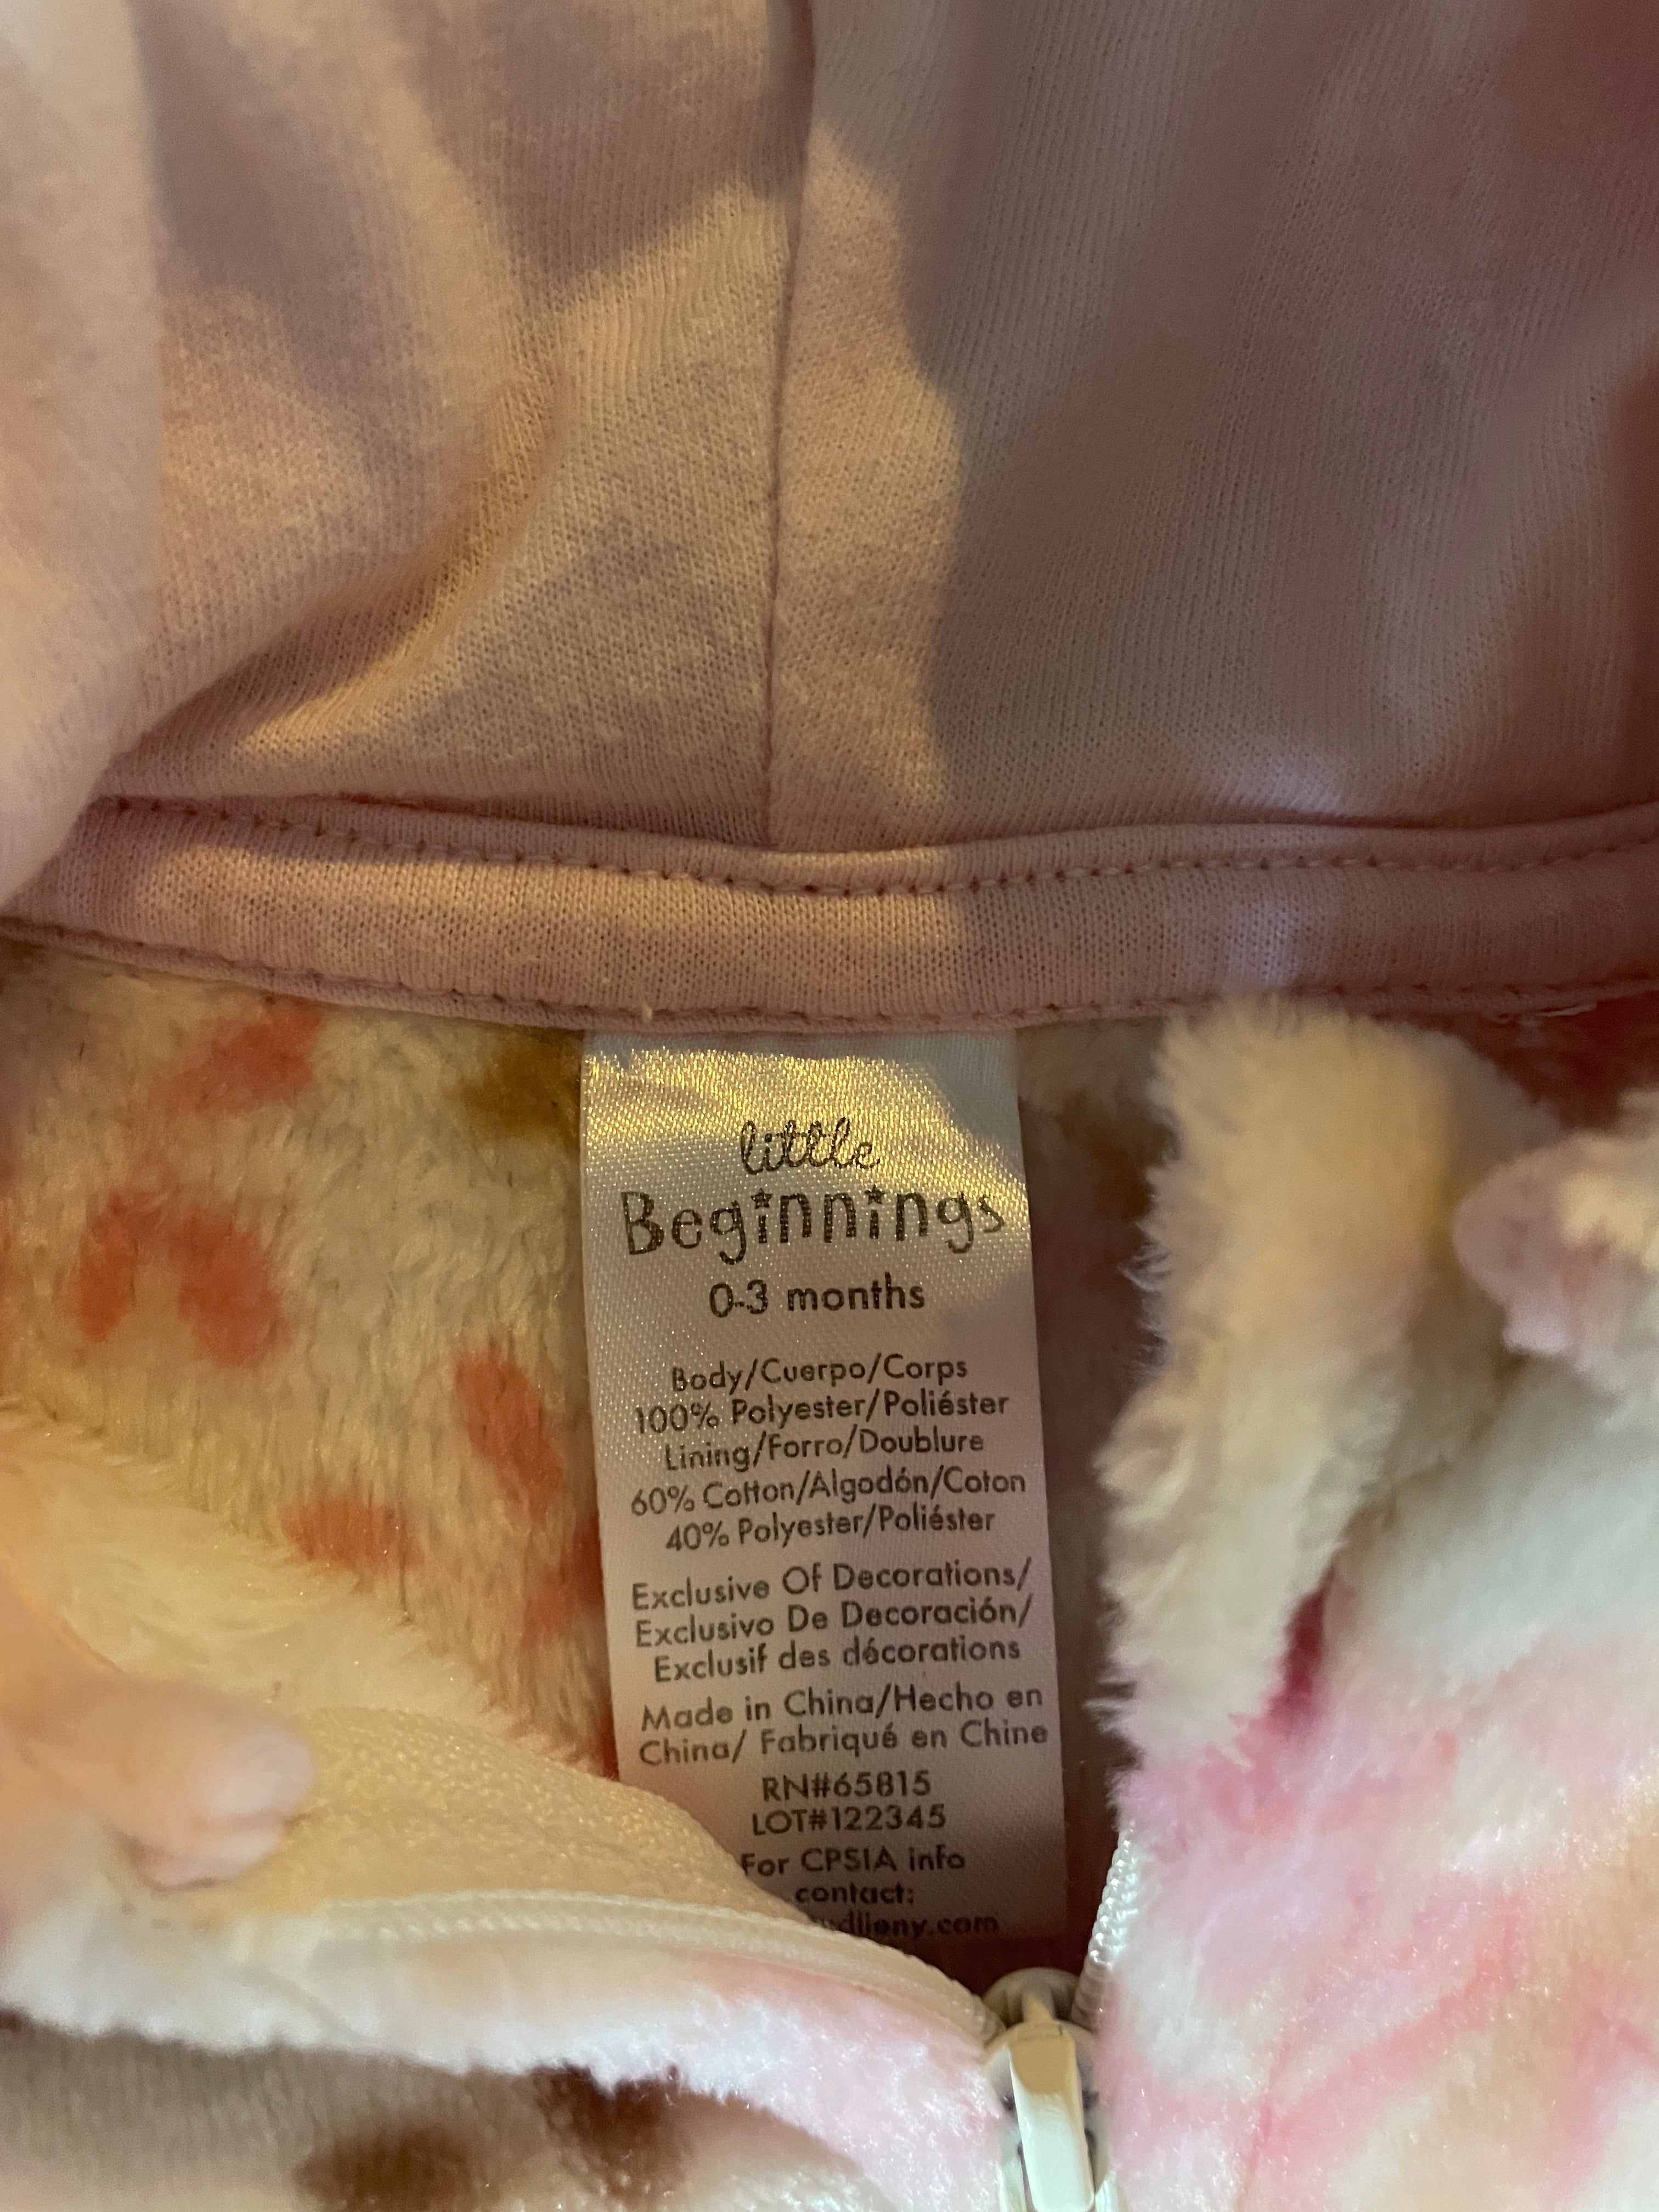 little
Beginnings
0-3 months
Body/Cuerpo/Corps
100% Polyester/Poliéster
Lining/Forro/Doublure
60% Cotton/Algodón/Coton
40% Polyester/Poliéster
Exclusive Of Decorations/
Exclusivo De Decoración/
Exclusif des décorations
Made in China/Hecho en
China/ Fabriqué en Chine
RN#65815
LOT#122345
For CPSIA info
contact: